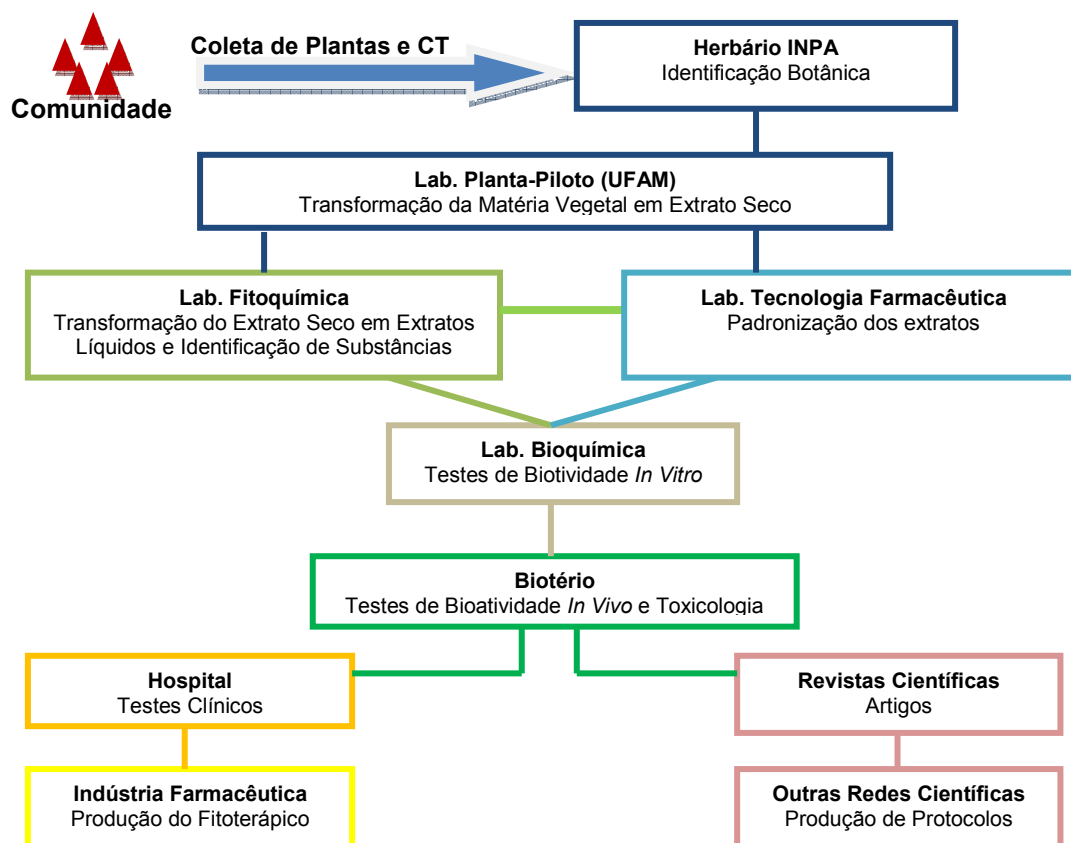 Coleta de Plantas e CT
Comunidade
Herbário INPA
Identificação Botânica
Lab. Planta-Piloto (UFAM)
Transformação da Matéria Vegetal em Extrato Seco
Lab. Fitoquímica
Transformação do Extrato Seco em Extratos
Líquidos e Identificação de Substâncias
Lab. Tecnologia Farmacêutica
Padronização dos extratos
Lab. Bioquímica
Testes de Biotividade In Vitro
Biotério
Testes de Bioatividade In Vivo e Toxicologia
Hospital
Testes Clínicos
Revistas Científicas
Artigos
Indústria Farmacêutica
Produção do Fitoterápico
Outras Redes Científicas
Produção de Protocolos